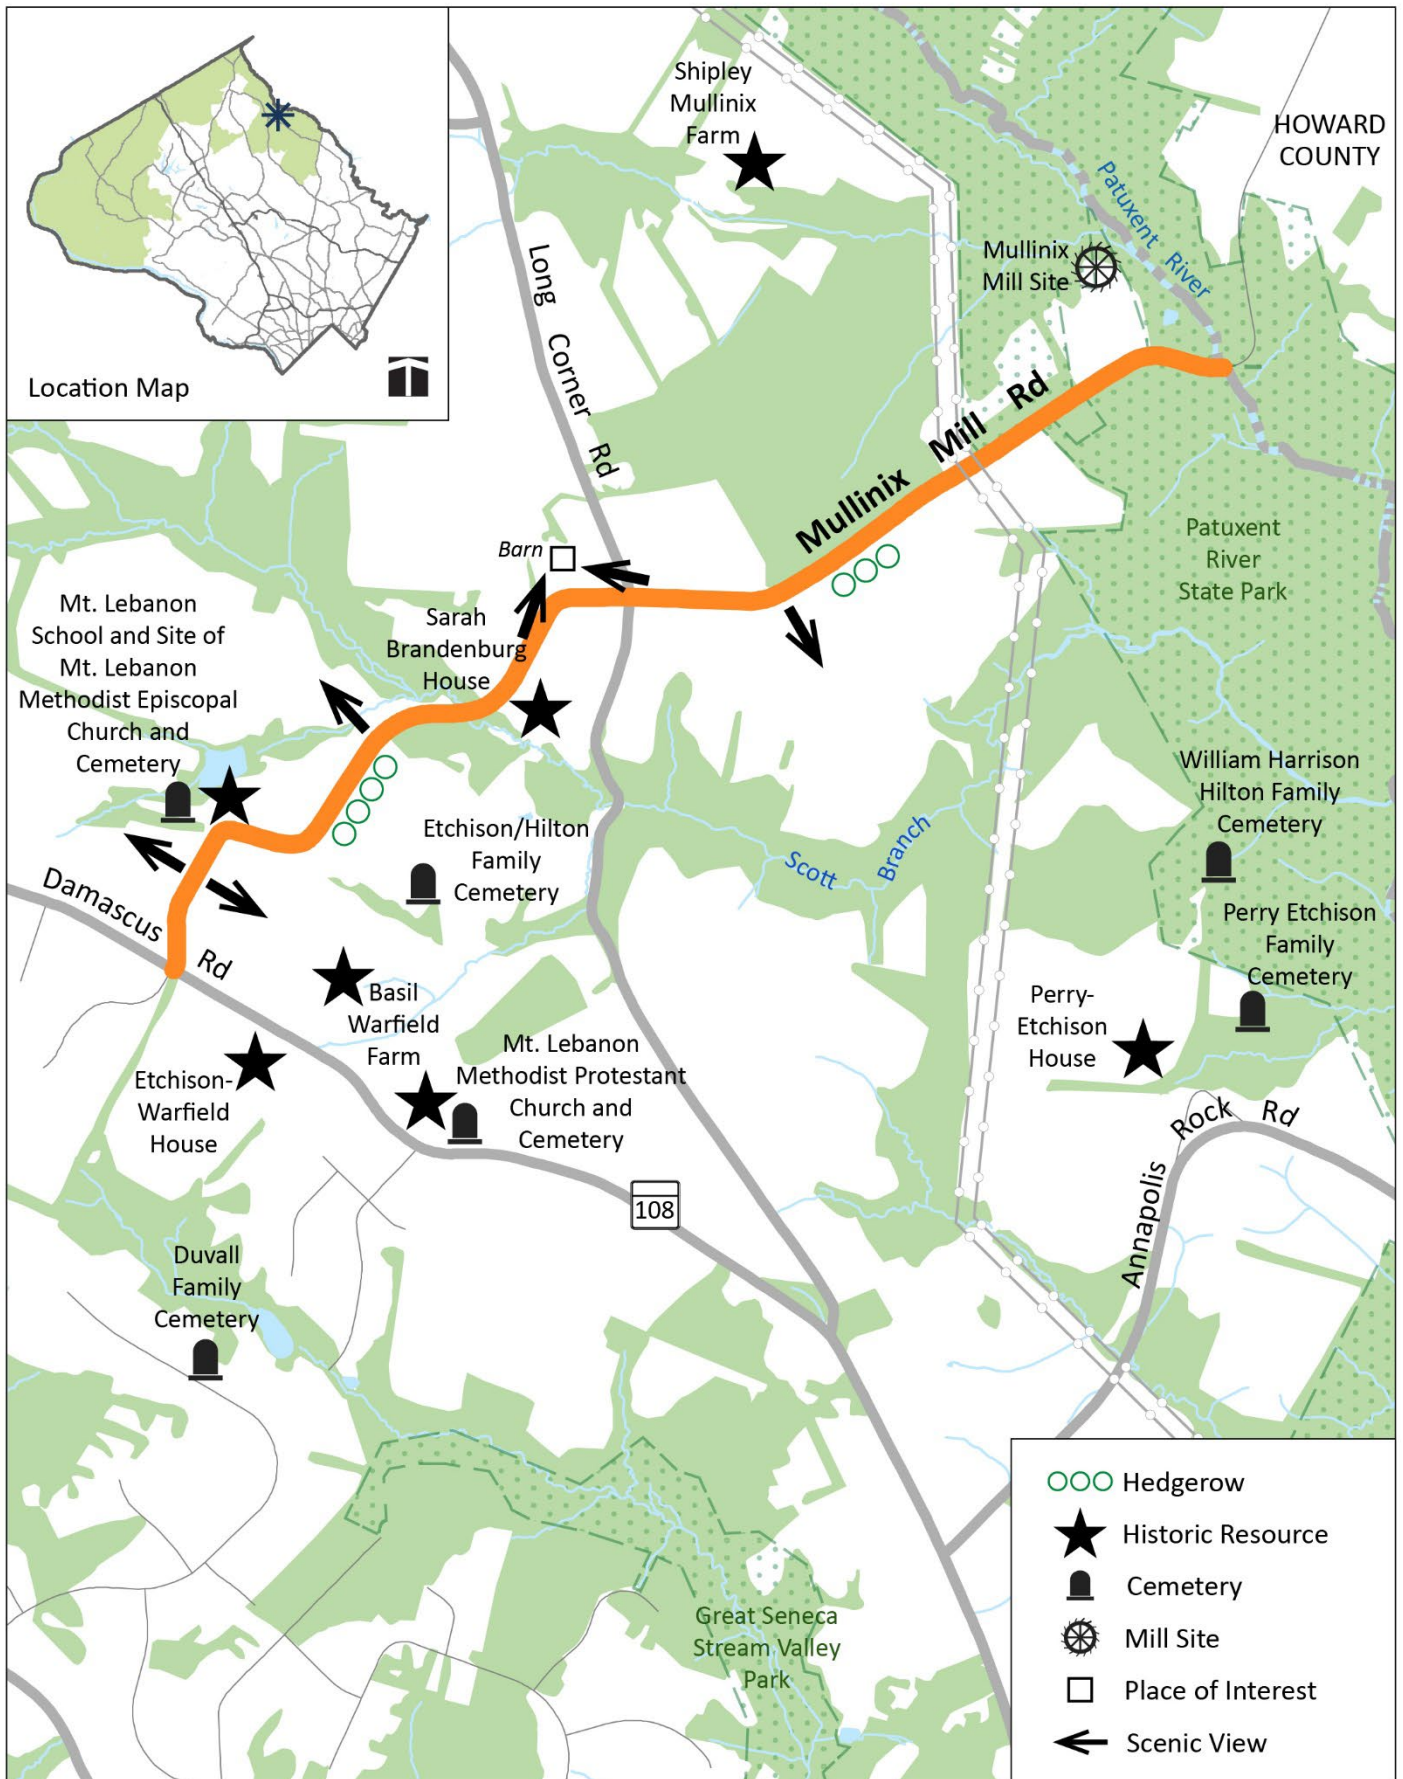 Location Map
Shipley
Mullinix
Farm
HOWARD
COUNTY
Patuxent River
Mullinix
Mill Site
Long Corner Rd
Mullinix Mill Rd
Barn
Patuxent
River
State Park
Mt. Lebanon
School and Site of
Mt. Lebanon
Methodist Episcopal
Church and
Cemetery
Sarah
Brandenburg
House
William Harrison
Hilton Family
Cemetery
Etchison/Hilton
Family
Cemetery
Scott Branch
Damascus Rd
Perry Etchison
Family
Cemetery
Basil
Warfield
Farm
Perry-
Etchison
House
Mt. Lebanon
Methodist Protestant
Church and
Cemetery
Etchison-
Warfield
House
Annapolis Rock Rd
108
Duvall
Family
Cemetery
Great Seneca
Stream Valley
Park
Hedgerow
Historic Resource
Cemetery
Mill Site
Place of Interest
Scenic View